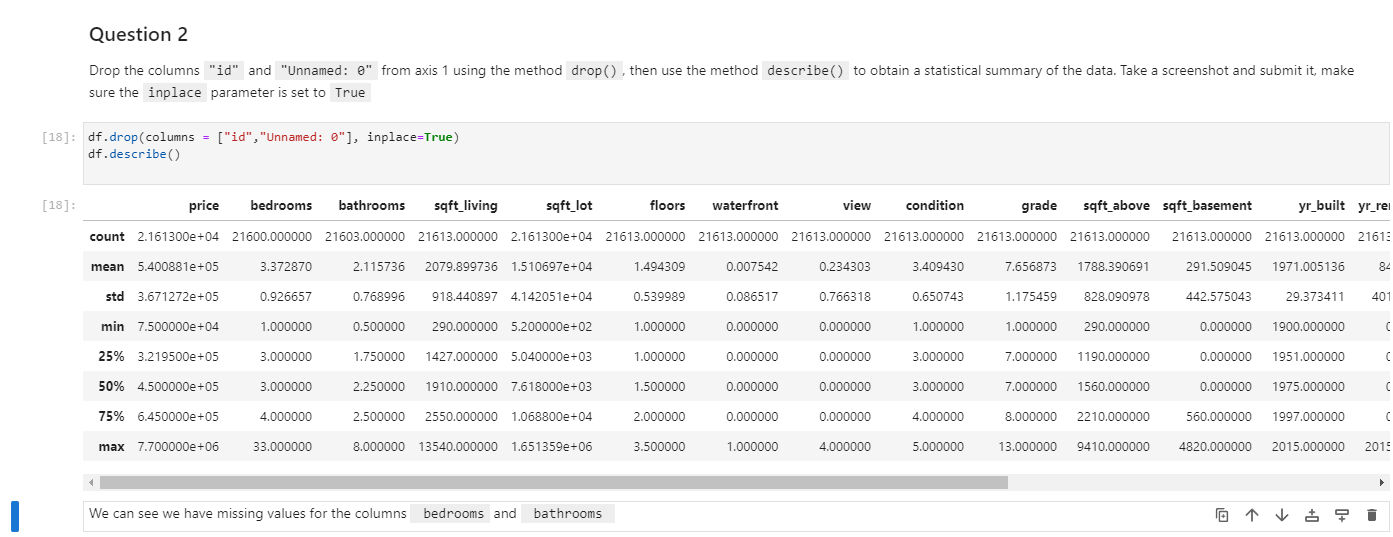 Question 2
Drop the columns "id" and "Unnamed: 0" from axis 1 using the method drop(), then use the method describe() to obtain a statistical summary of the data. Take a screenshot and submit it, make
sure the inplace parameter is set to True
[18]: df.drop(columns = ["id","Unnamed: 0"], inplace=True)
df.describe()
[18]: price bedrooms bathrooms sqft_living sqft_lot floors waterfront view condition grade sqft_above sqft_basement yr_built yr_re
count 2.161300e+04 21600.000000 21603.000000 21613.000000 2.161300e+04 21613.000000 21613.000000 21613.000000 21613.000000 21613.000000 21613.000000 21613.000000 21613.000000 21613
mean 5.400881e+05 3.372870 2.115736 2079.899736 1.510697e+04 1.494309 0.007542 0.234303 3.409430 7.656873 1788.390691 291.509045 1971.005136 84
std 3.671272e+05 0.926657 0.768996 918.440897 4.142051e+04 0.539989 0.086517 0.766318 0.650743 1.175459 828.090978 442.575043 29.373411 401
min 7.500000e+04 1.000000 0.500000 290.000000 5.200000e+02 1.000000 0.000000 0.000000 1.000000 1.000000 290.000000 0.000000 1900.000000
25% 3.219500e+05 3.000000 1.750000 1427.000000 5.040000e+03 1.000000 0.000000 0.000000 3.000000 7.000000 1190.000000 0.000000 1951.000000
50% 4.500000e+05 3.000000 2.250000 1910.000000 7.618000e+03 1.500000 0.000000 0.000000 3.000000 7.000000 1560.000000 0.000000 1975.000000
75% 6.450000e+05 4.000000 2.500000 2550.000000 1.068800e+04 2.000000 0.000000 0.000000 4.000000 8.000000 2210.000000 560.000000 1997.000000
max 7.700000e+06 33.000000 8.000000 13540.000000 1.651359e+06 3.500000 1.000000 4.000000 5.000000 13.000000 9410.000000 4820.000000 2015.000000 2015
We can see we have missing values for the columns bedrooms and bathrooms